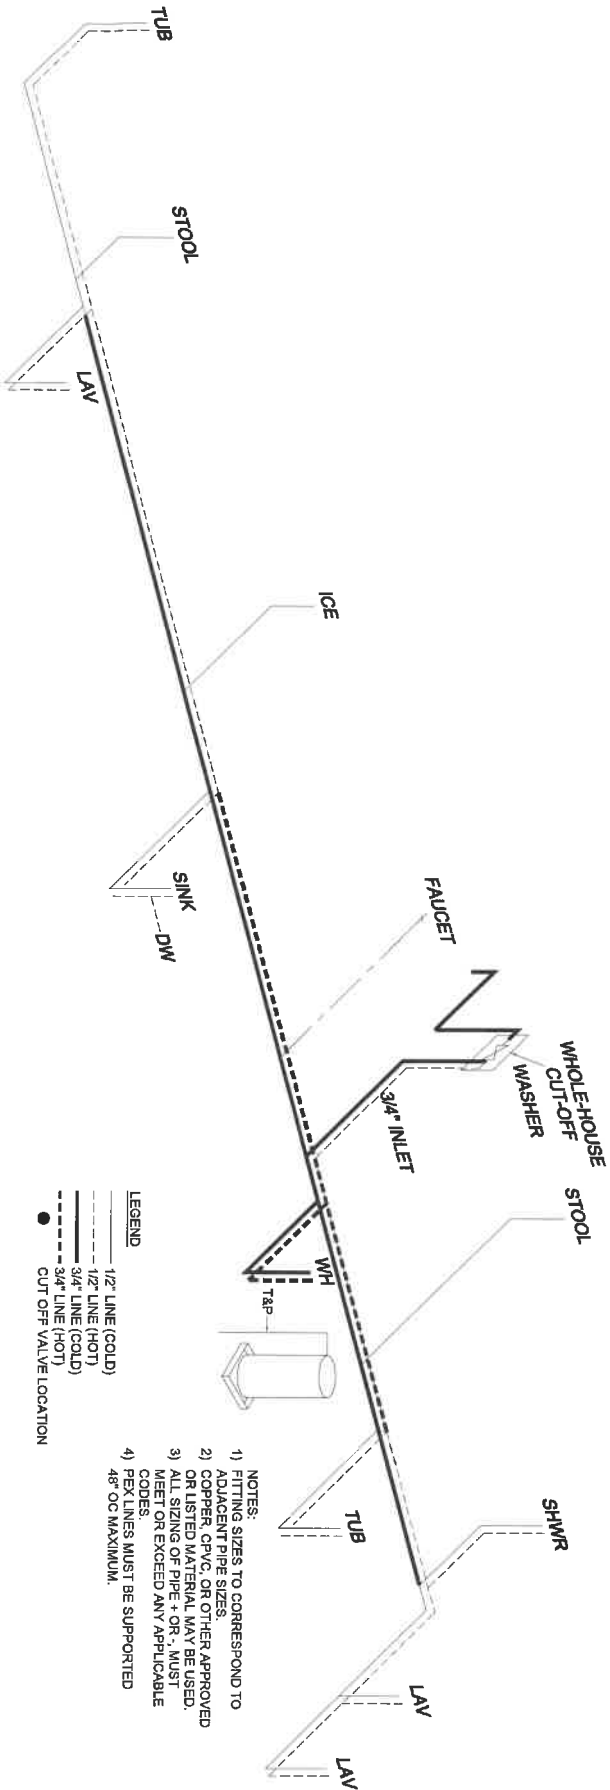 TUB
STOOL
LAV
ICE
SINK
DW
FAUCET
WHOLE-HOUSE
CUT-OFF
WASHER
3/4" INLET
STOOL
WH
T&P
TUB
SHWR
LAV
LAV
LEGEND
1/2" LINE (COLD)
1/2" LINE (HOT)
3/4" LINE (COLD)
3/4" LINE (HOT)
CUT OFF VALVE LOCATION
NOTES:
1) FITTING SIZES TO CORRESPOND TO
ADJACENT PIPE SIZES.
2) COPPER, CPVC, OR OTHER APPROVED
OR LISTED MATERIAL MAY BE USED.
3) ALL SIZING OF PIPE + OR -, MUST
MEET OR EXCEED ANY APPLICABLE
CODES.
4) PEX LINES MUST BE SUPPORTED
48" OC MAXIMUM.